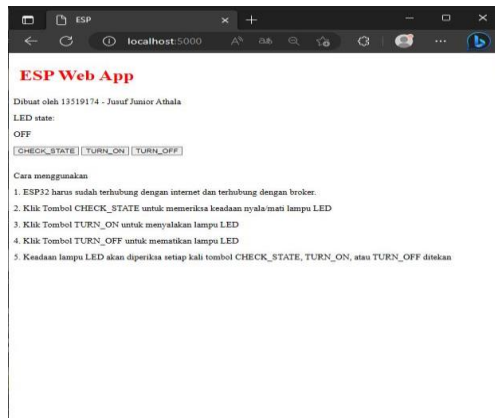 ESP
localhost:5000
ESP Web App
Dibuat oleh 13519174 - Jusuf Junior Athala
LED state:
OFF
CHECK_STATE TURN_ON TURN_OFF
Cara menggunakan
1. ESP32 harus sudah terhubung dengan internet dan terhubung dengan broker.
2. Klik Tombol CHECK_STATE untuk memeriksa keadaan nyala/mati lampu LED
3. Klik Tombol TURN_ON untuk menyalakan lampu LED
4. Klik Tombol TURN_OFF untuk mematikan lampu LED
5. Keadaan lampu LED akan diperiksa setiap kali tombol CHECK_STATE, TURN_ON, atau TURN_OFF ditekan